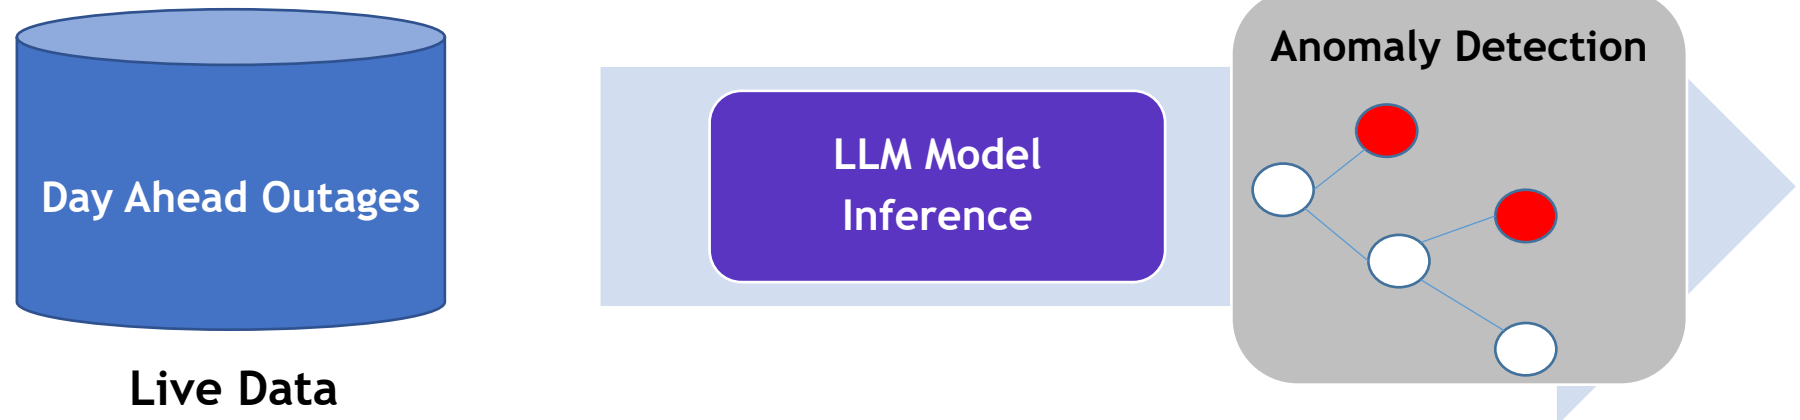 Day Ahead Outages
Live Data
LLM Model
Inference
Anomaly Detection